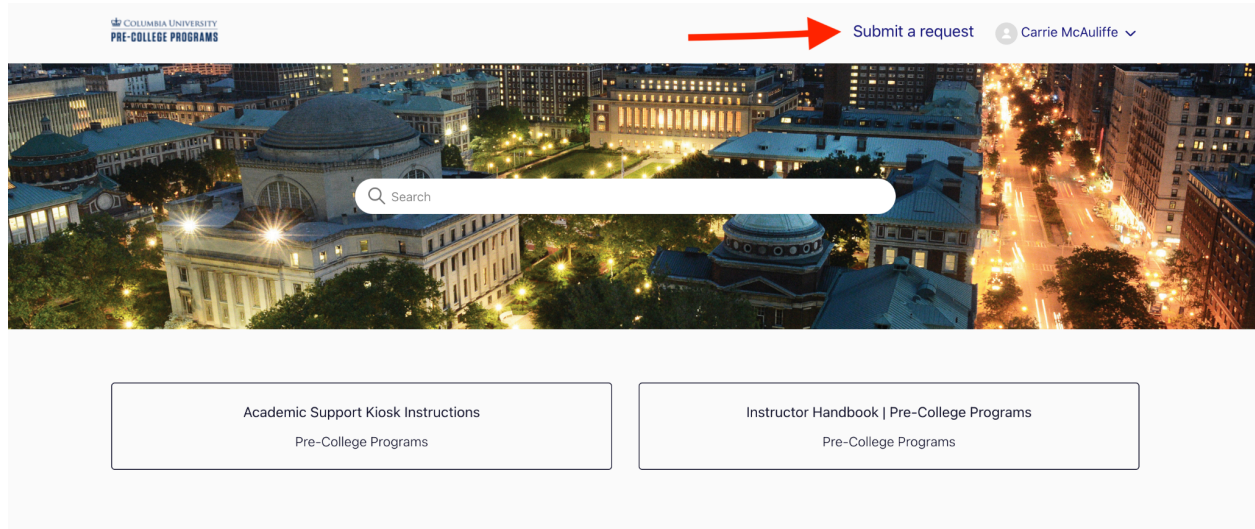 COLUMBIA UNIVERSITY
PRE-COLLEGE PROGRAMS
Submit a request
Carrie McAuliffe
Search
Academic Support Kiosk Instructions
Pre-College Programs
Instructor Handbook | Pre-College Programs
Pre-College Programs